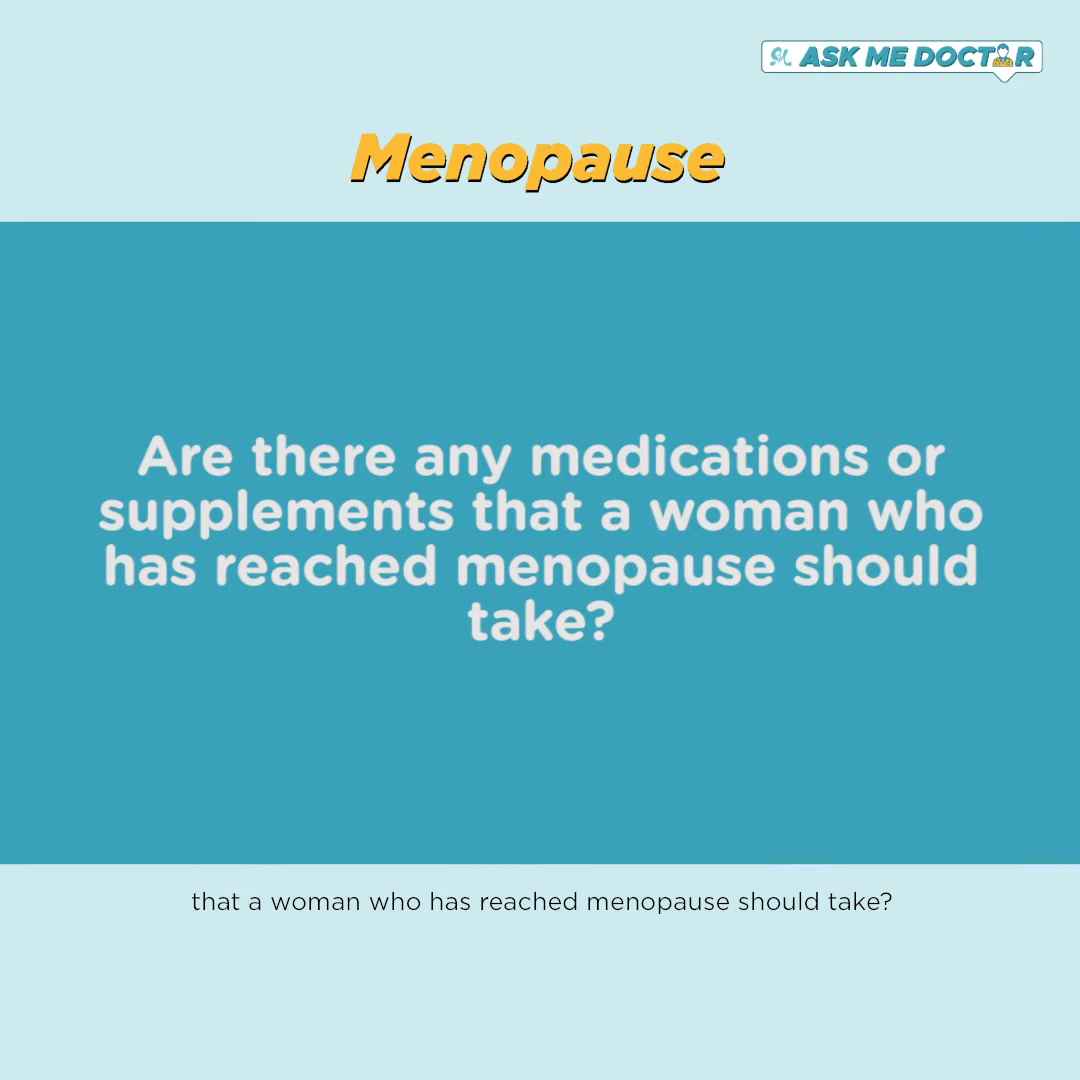 ASK ME DOCTOR
Menopause
Are there any medications or
supplements that a woman who
has reached menopause should
take?
that a woman who has reached menopause should take?